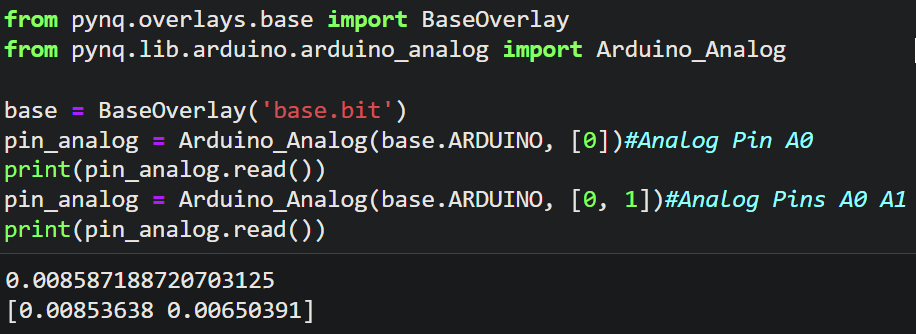 from pynq.overlays.base import BaseOverlay
from pynq.lib.arduino.arduino_analog import Arduino_Analog
base = BaseOverlay('base.bit')
pin_analog = Arduino_Analog(base.ARDUINO, [0])#Analog Pin A0
print(pin_analog.read())
pin_analog = Arduino_Analog(base.ARDUINO, [0, 1])#Analog Pins A0 A1
print(pin_analog.read())
0.008587188720703125
[0.00853638 0.00650391]